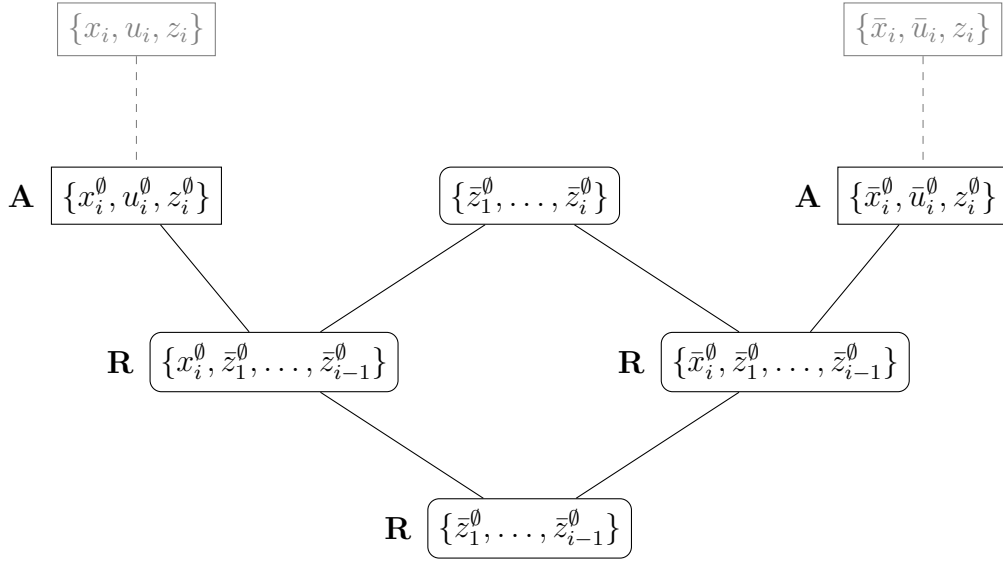 {x_i, u_i, z_i} {x̄_i, ū_i, z_i}
A {x_i^∅, u_i^∅, z_i^∅} {z̄_1^∅, . . . , z̄_i^∅} A {x̄_i^∅, ū_i^∅, z_i^∅}
R {x_i^∅, z̄_1^∅, . . . , z̄_{i−1}^∅} R {x̄_i^∅, z̄_1^∅, . . . , z̄_{i−1}^∅}
R {z̄_1^∅, . . . , z̄_{i−1}^∅}